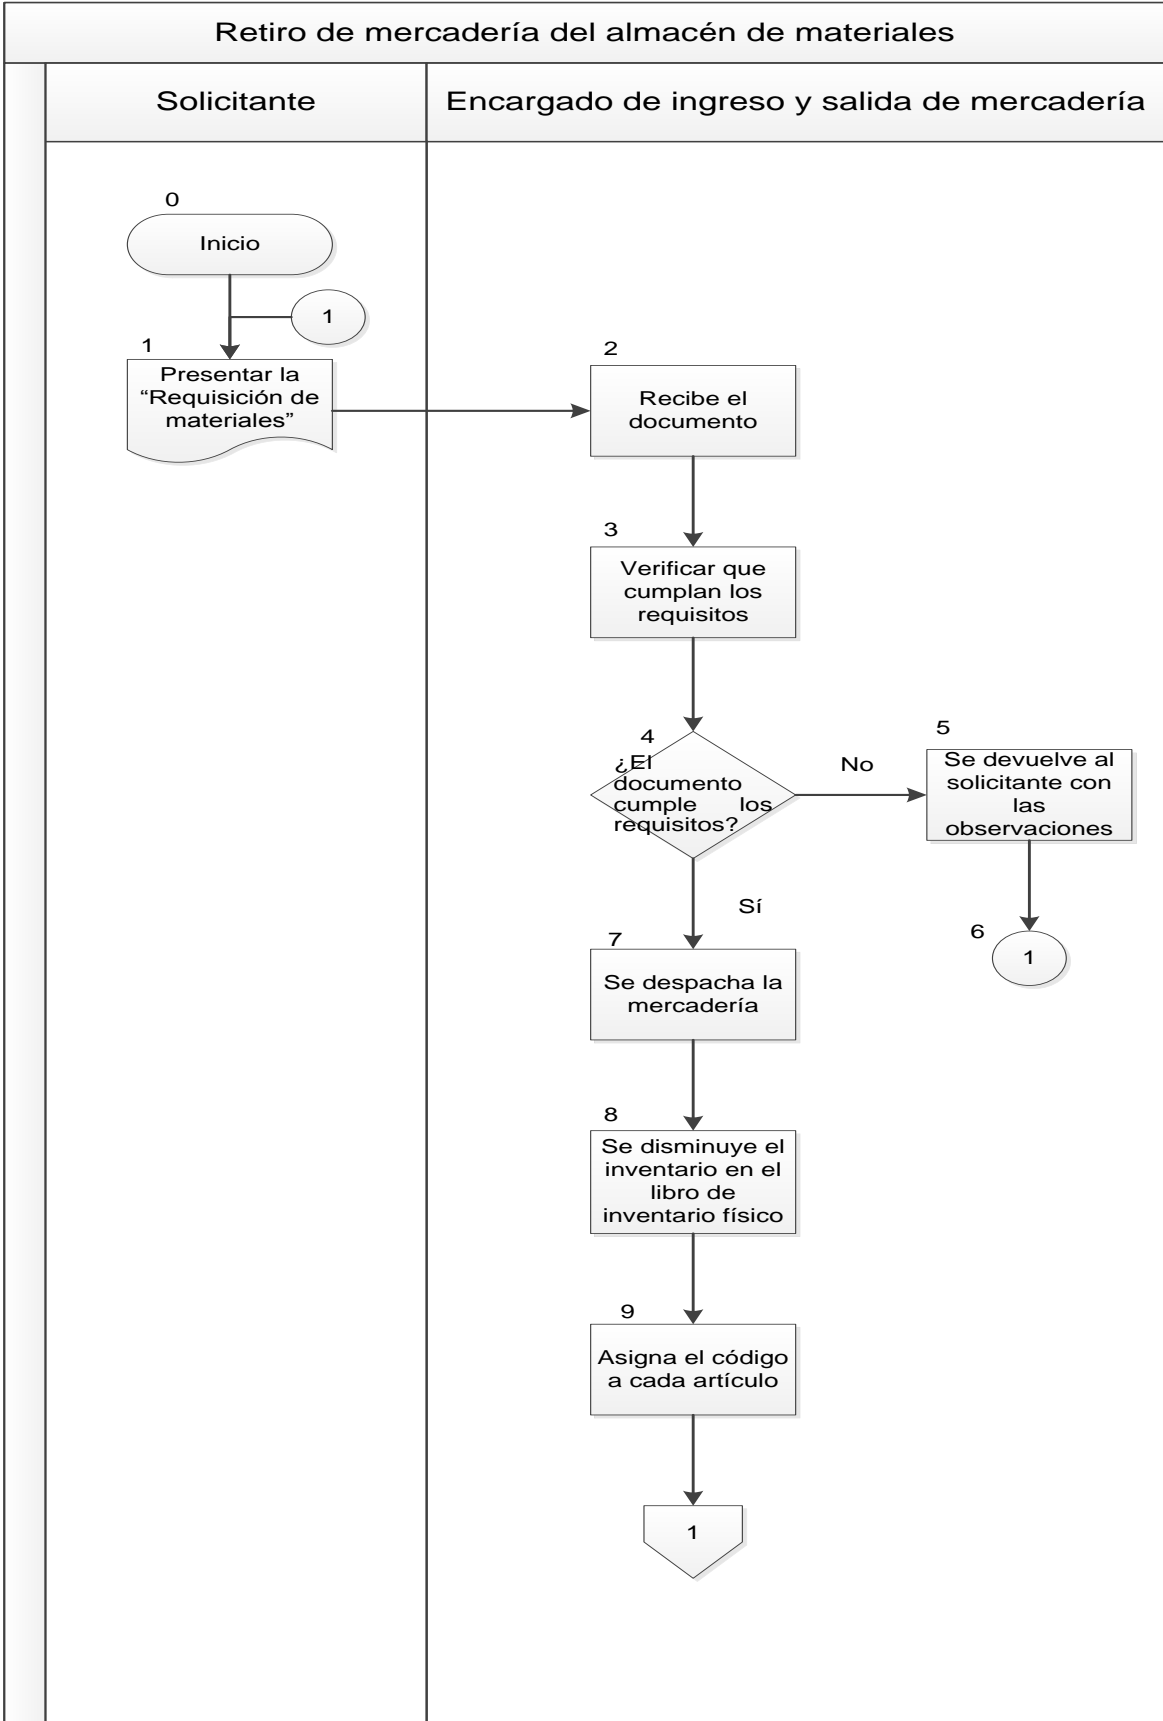 Retiro de mercadería del almacén de materiales
Solicitante
Encargado de ingreso y salida de mercadería
0
Inicio
1
1
Presentar la
“Requisición de
materiales”
2
Recibe el
documento
3
Verificar que
cumplan los
requisitos
4
¿El
documento
cumple los
requisitos?
No
5
Se devuelve al
solicitante con
las
observaciones
6
1
Sí
7
Se despacha la
mercadería
8
Se disminuye el
inventario en el
libro de
inventario físico
9
Asigna el código
a cada artículo
1